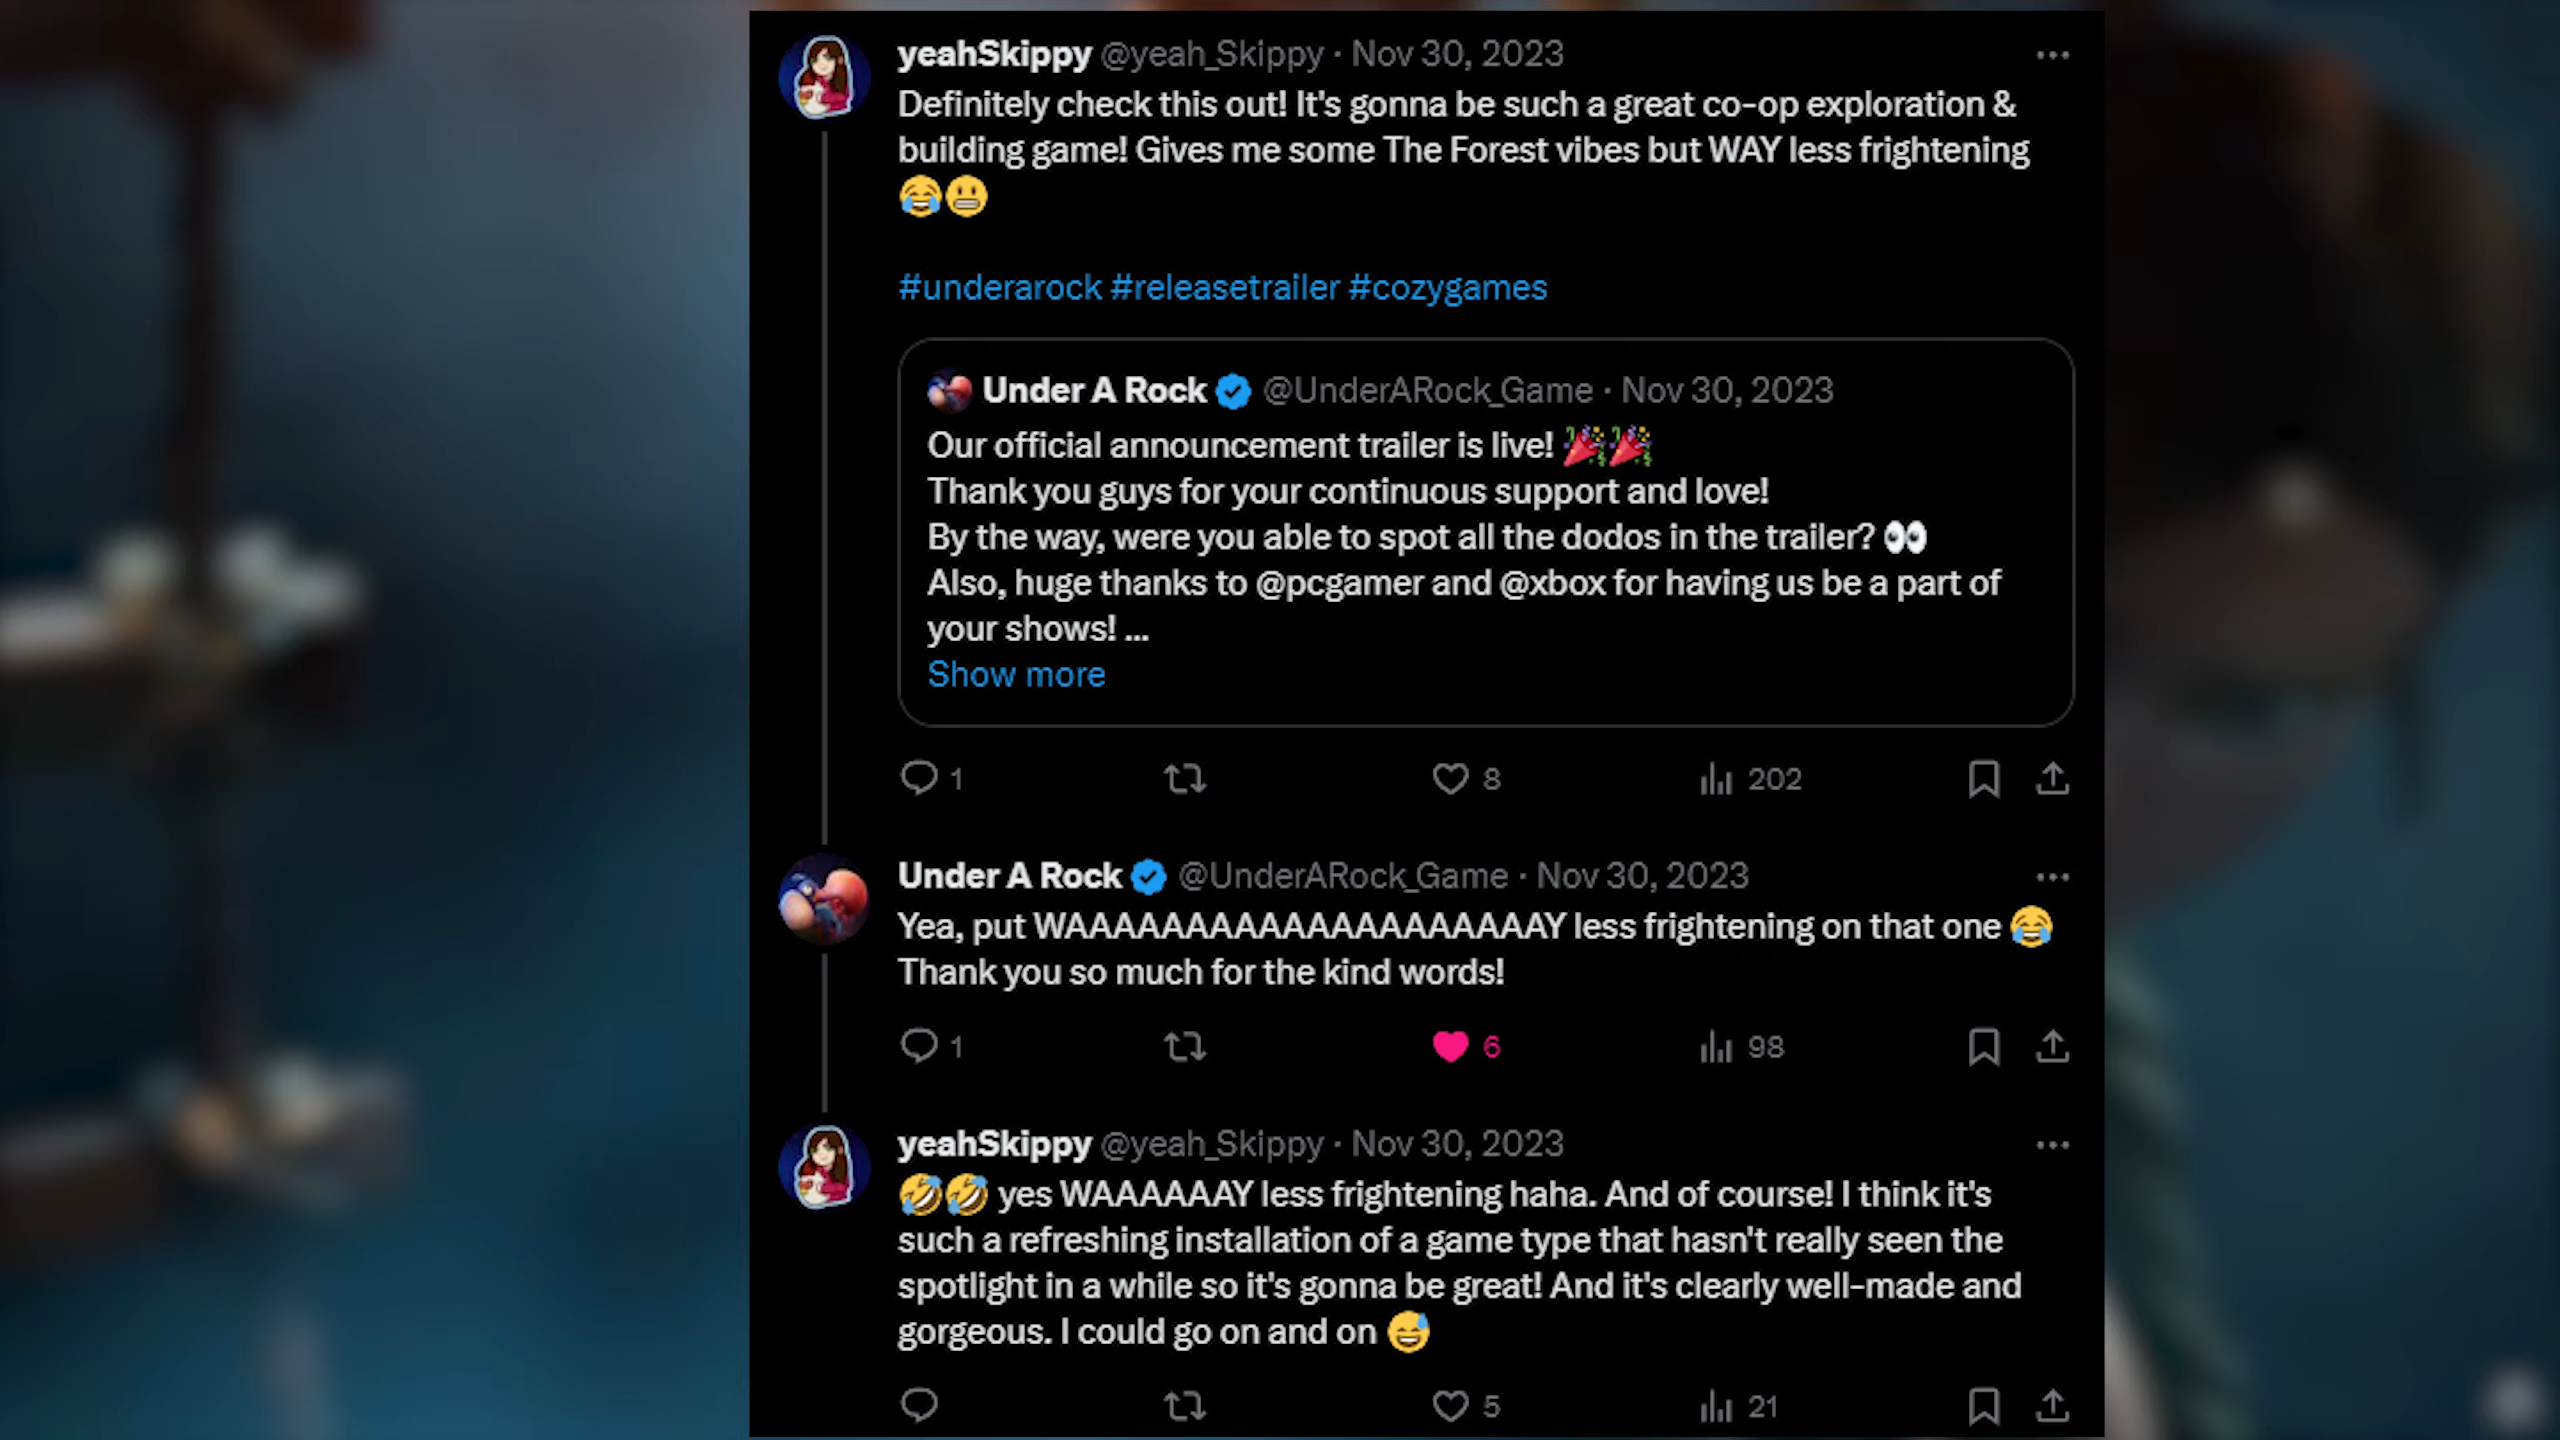 yeahSkippy @yeah_Skippy · Nov 30, 2023
Definitely check this out! It's gonna be such a great co-op exploration &
building game! Gives me some The Forest vibes but WAY less frightening
😂😬
#underarock #releasetrailer #cozygames
Under A Rock @UnderARock_Game · Nov 30, 2023
Our official announcement trailer is live! 🎉🎉
Thank you guys for your continuous support and love!
By the way, were you able to spot all the dodos in the trailer? 👀
Also, huge thanks to @pcgamer and @xbox for having us be a part of
your shows! ...
Show more
1 8 202
Under A Rock @UnderARock_Game · Nov 30, 2023
Yea, put WAAAAAAAAAAAAAAAAAAAAY less frightening on that one 😂
Thank you so much for the kind words!
1 6 98
yeahSkippy @yeah_Skippy · Nov 30, 2023
🤣🤣 yes WAAAAAAY less frightening haha. And of course! I think it's
such a refreshing installation of a game type that hasn't really seen the
spotlight in a while so it's gonna be great! And it's clearly well-made and
gorgeous. I could go on and on 😅
5 21